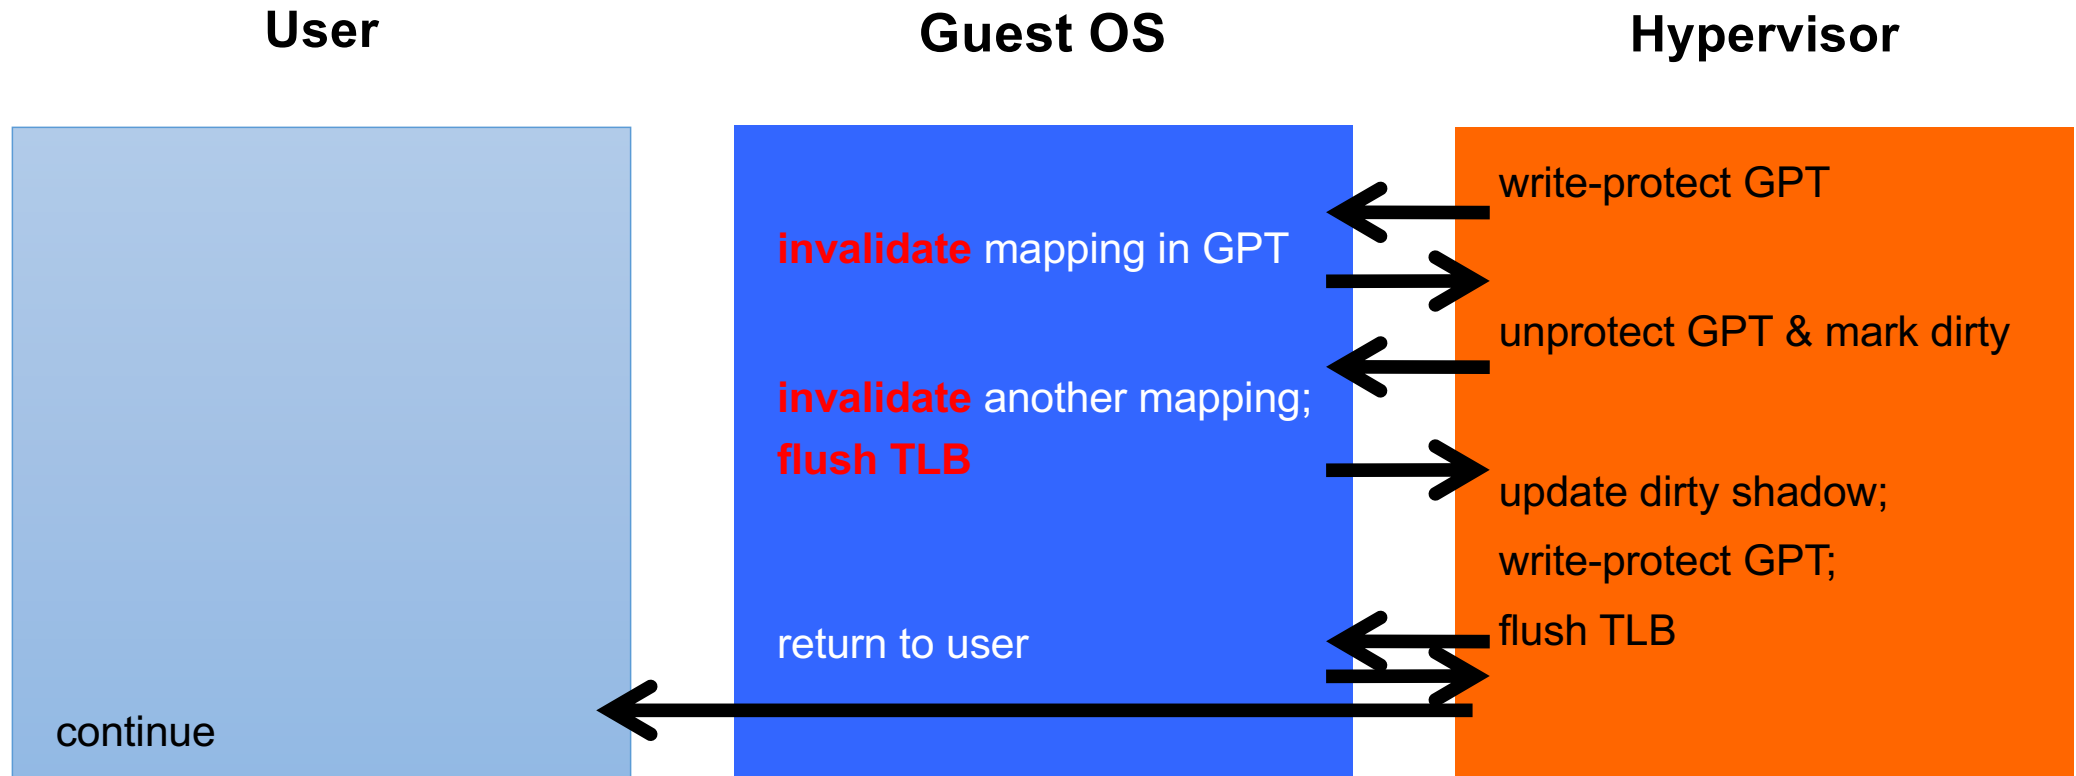 User
Guest OS
Hypervisor
write-protect GPT
invalidate mapping in GPT
unprotect GPT & mark dirty
invalidate another mapping;
flush TLB
update dirty shadow;
write-protect GPT;
flush TLB
return to user
continue